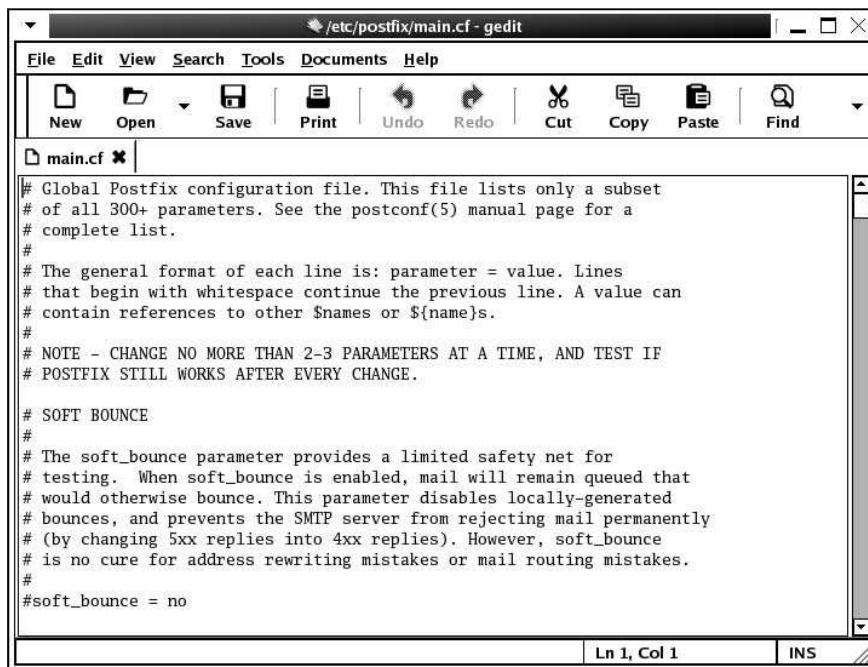 /etc/postfix/main.cf - gedit
File Edit View Search Tools Documents Help
New Open Save Print Undo Redo Cut Copy Paste Find
main.cf
# Global Postfix configuration file. This file lists only a subset
# of all 300+ parameters. See the postconf(5) manual page for a
# complete list.
#
# The general format of each line is: parameter = value. Lines
# that begin with whitespace continue the previous line. A value can
# contain references to other $names or ${name}s.
#
# NOTE - CHANGE NO MORE THAN 2-3 PARAMETERS AT A TIME, AND TEST IF
# POSTFIX STILL WORKS AFTER EVERY CHANGE.

# SOFT BOUNCE
#
# The soft_bounce parameter provides a limited safety net for
# testing.  When soft_bounce is enabled, mail will remain queued that
# would otherwise bounce. This parameter disables locally-generated
# bounces, and prevents the SMTP server from rejecting mail permanently
# (by changing 5xx replies into 4xx replies). However, soft_bounce
# is no cure for address rewriting mistakes or mail routing mistakes.
#
#soft_bounce = no
Ln 1, Col 1 INS